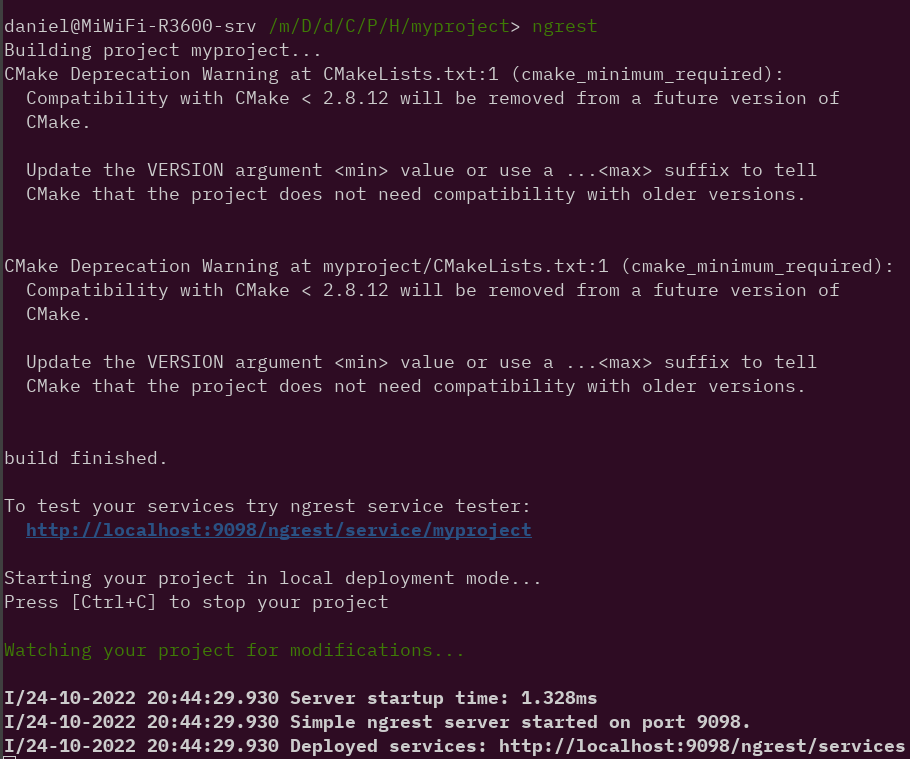 daniel@MiWiFi-R3600-srv /m/D/d/C/P/H/myproject> ngrest
Building project myproject...
CMake Deprecation Warning at CMakeLists.txt:1 (cmake_minimum_required):
  Compatibility with CMake < 2.8.12 will be removed from a future version of
  CMake.

  Update the VERSION argument <min> value or use a ...<max> suffix to tell
  CMake that the project does not need compatibility with older versions.


CMake Deprecation Warning at myproject/CMakeLists.txt:1 (cmake_minimum_required):
  Compatibility with CMake < 2.8.12 will be removed from a future version of
  CMake.

  Update the VERSION argument <min> value or use a ...<max> suffix to tell
  CMake that the project does not need compatibility with older versions.


build finished.

To test your services try ngrest service tester:
  http://localhost:9098/ngrest/service/myproject

Starting your project in local deployment mode...
Press [Ctrl+C] to stop your project

Watching your project for modifications...

I/24-10-2022 20:44:29.930 Server startup time: 1.328ms
I/24-10-2022 20:44:29.930 Simple ngrest server started on port 9098.
I/24-10-2022 20:44:29.930 Deployed services: http://localhost:9098/ngrest/services